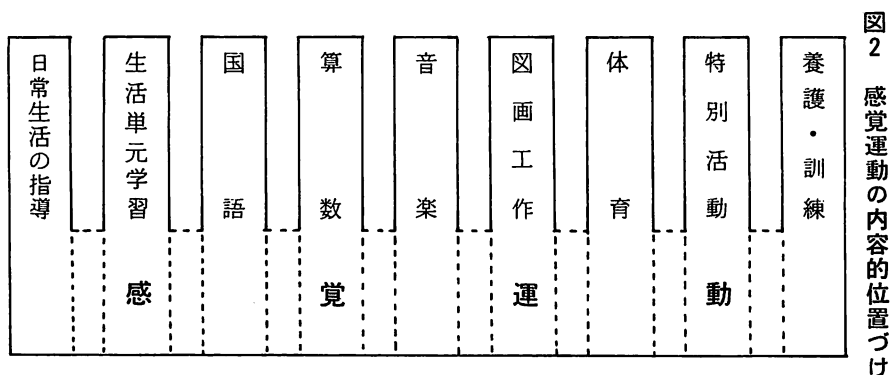 図2　感覚運動の内容的位置づけ
日常生活の指導
生活単元学習
国語
算数
音楽
図画工作
体育
特別活動
養護・訓練
感覚運動